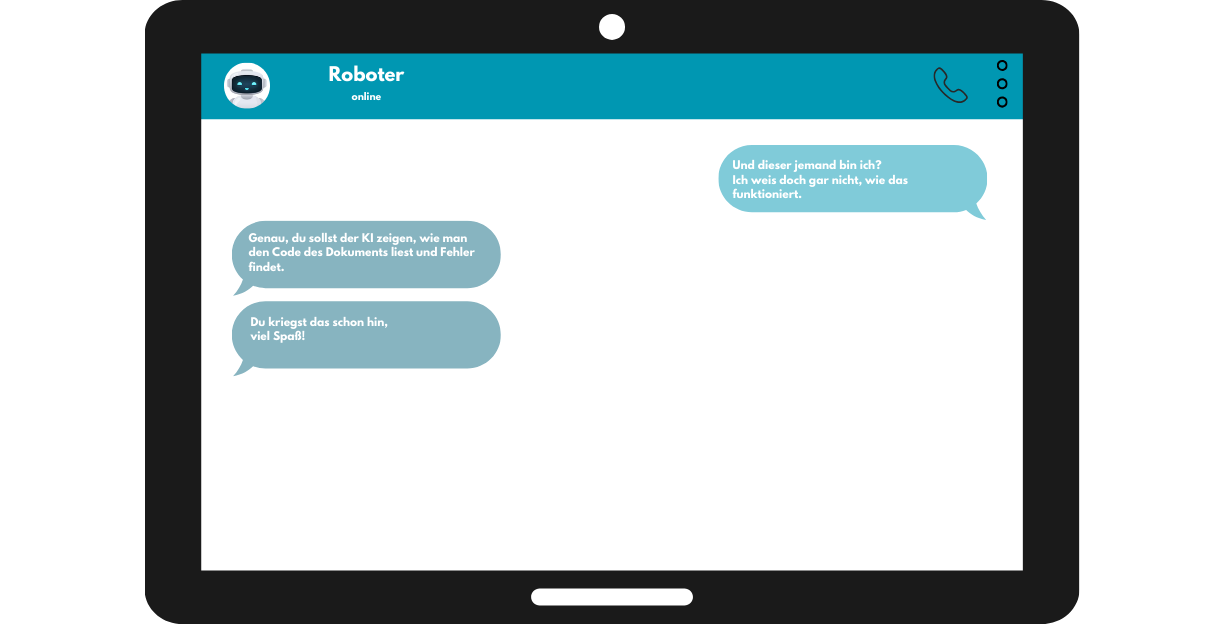 Roboter
online
Und dieser jemand bin ich?
Ich weis doch gar nicht, wie das
funktioniert.
Genau, du sollst der KI zeigen, wie man
den Code des Dokuments liest und Fehler
findet.
Du kriegst das schon hin,
viel Spaß!